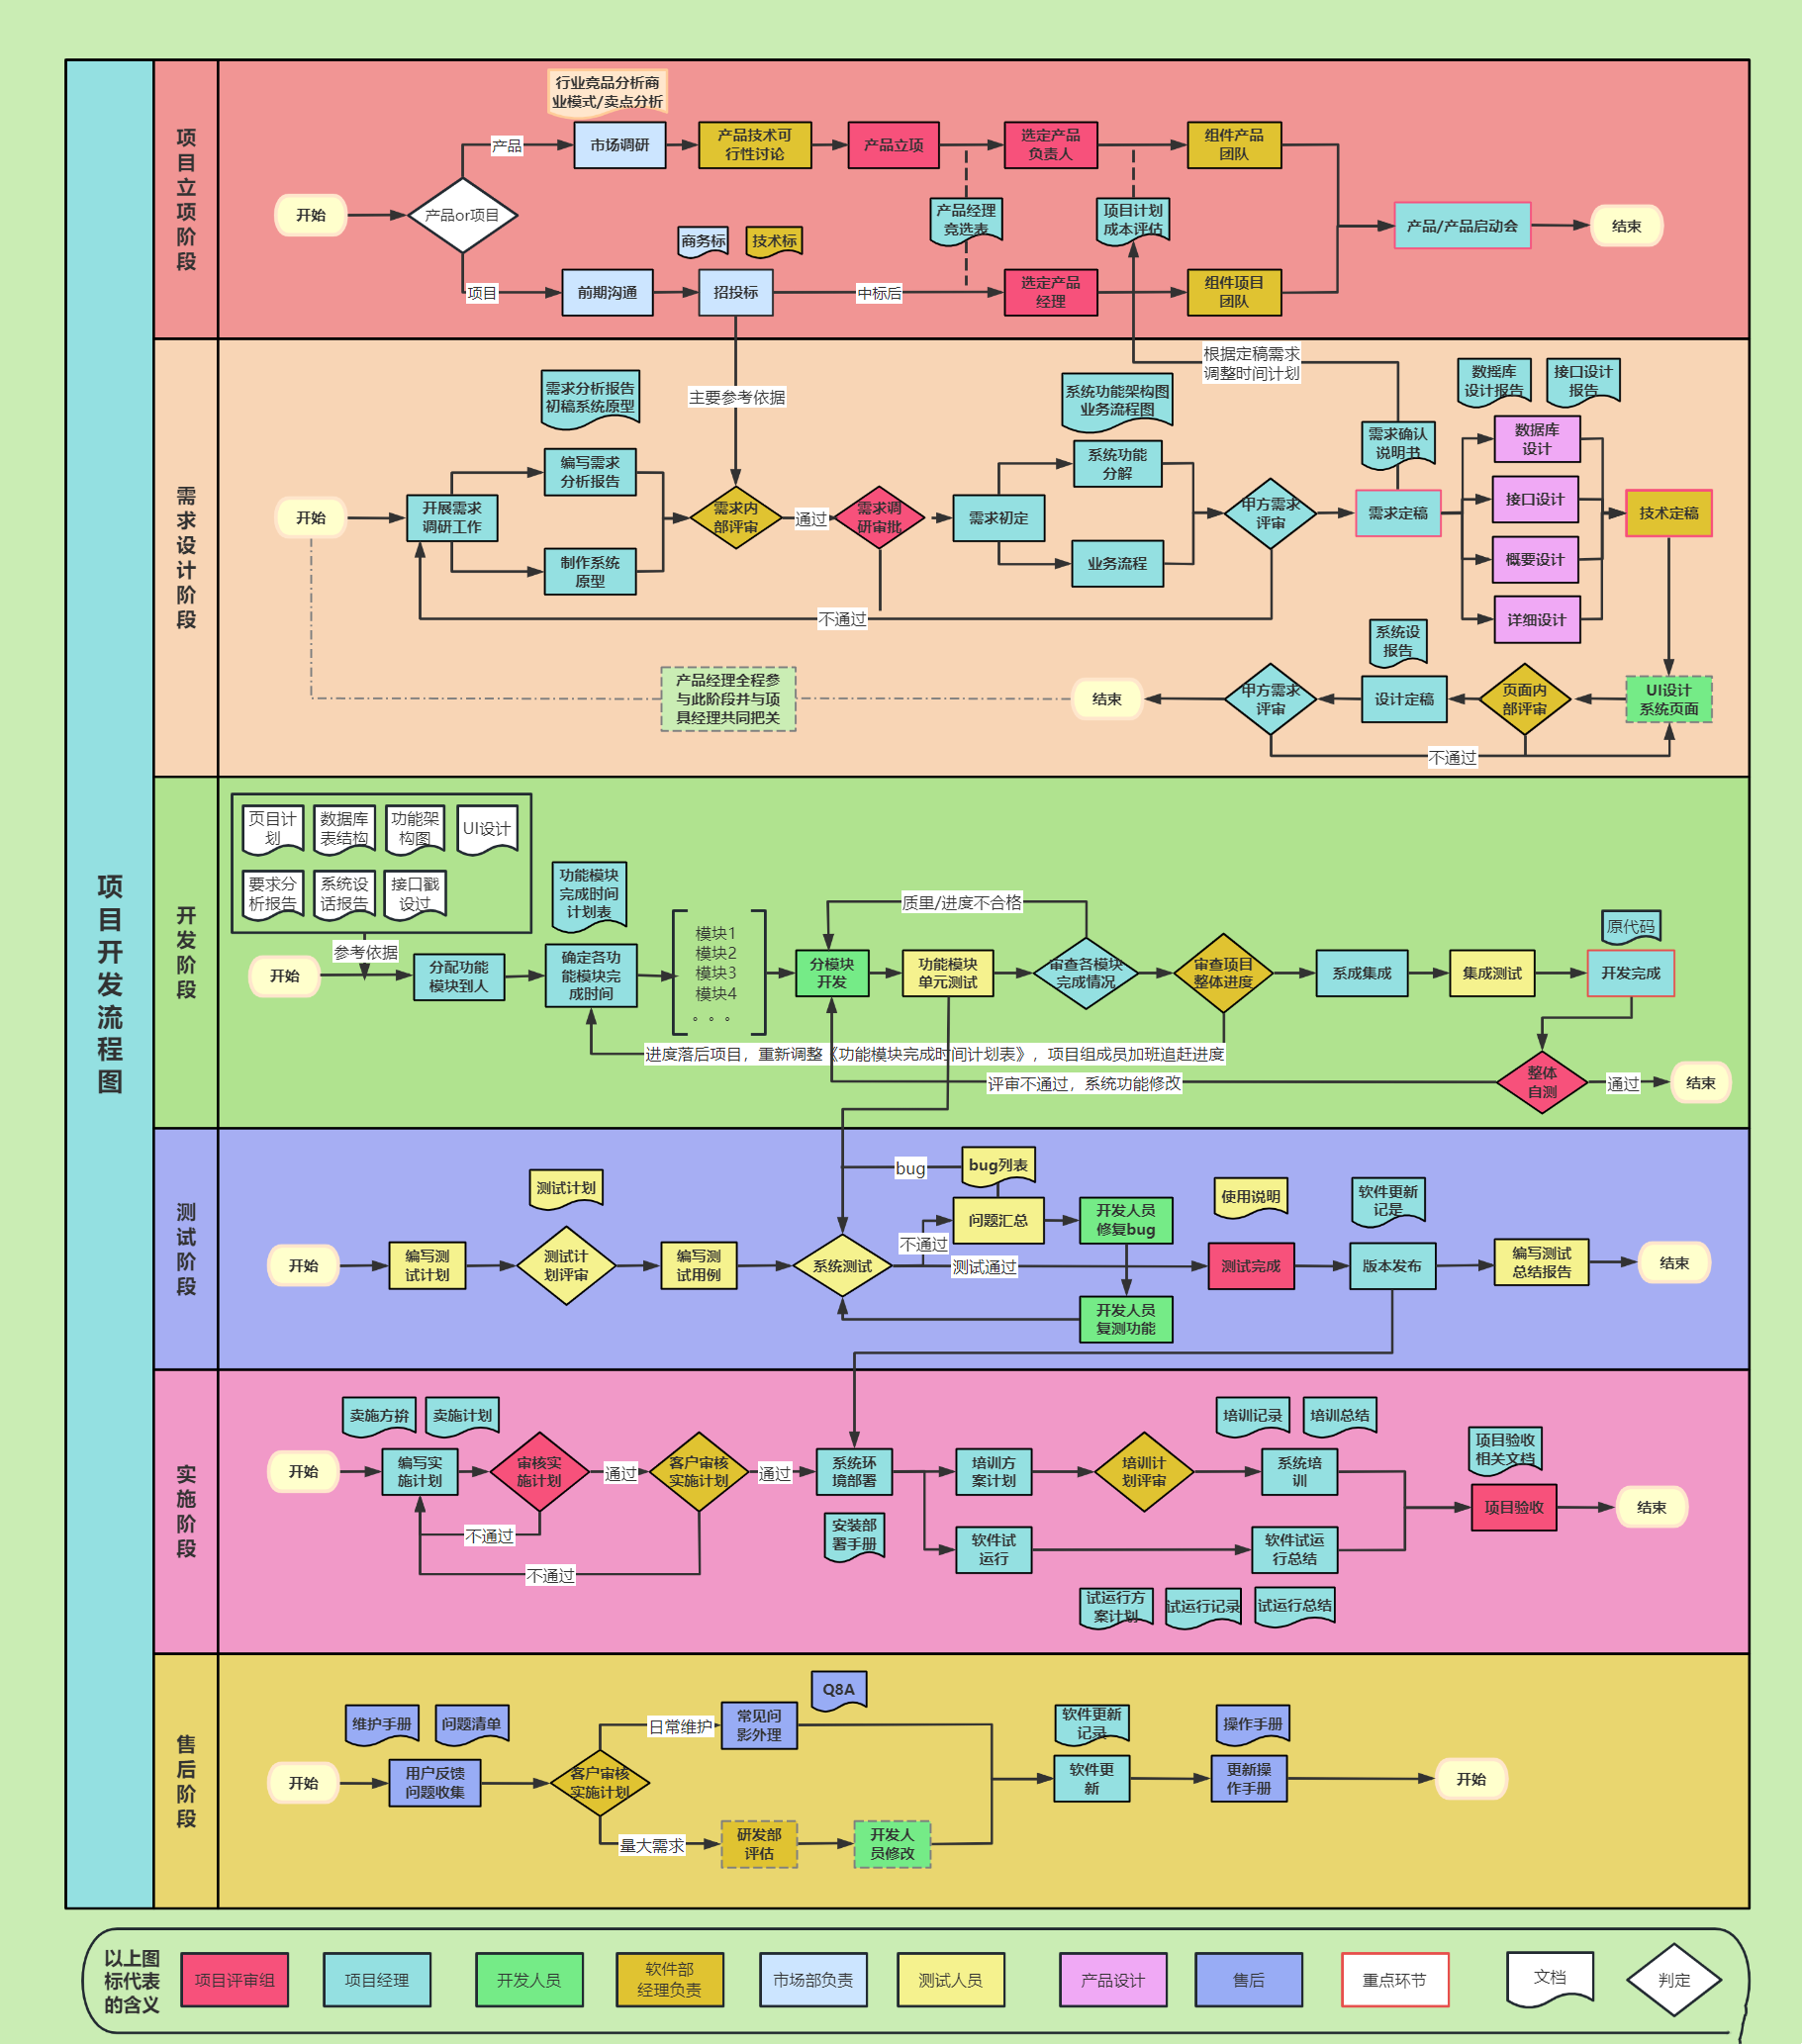 项目开发流程图
项目立项阶段
行业竞品分析商
业模式/卖点分析
开始
产品or项目
产品
市场调研
产品技术可
行性讨论
产品立项
选定产品
负责人
组件产品
团队
产品经理
竞选表
项目计划
成本评估
商务标
技术标
项目
前期沟通
招投标
中标后
选定产品
经理
组件项目
团队
产品/产品启动会
结束
需求设计阶段
根据定稿需求
调整时间计划
需求分析报告
初稿系统原型
主要参考依据
系统功能架构图
业务流程图
数据库
设计报告
接口设计
报告
需求确认
说明书
开始
开展需求
调研工作
编写需求
分析报告
制作系统
原型
需求内
部评审
通过
需求调
研审批
需求初定
系统功能
分解
业务流程
甲方需求
评审
需求定稿
数据库
设计
接口设计
概要设计
详细设计
技术定稿
不通过
系统设
报告
产品经理全程参
与此阶段并与项
具经理共同把关
结束
甲方需求
评审
设计定稿
页面内
部评审
UI设计
系统页面
不通过
开发阶段
页目计
划
数据库
表结构
功能架
构图
UI设计
要求分
析报告
系统设
话报告
接口戳
设过
参考依据
功能模块
完成时间
计划表
开始
分配功能
模块到人
确定各功
能模块完
成时间
模块1
模块2
模块3
模块4
。。。
质里/进度不合格
分模块
开发
功能模块
单元测试
审查各模块
完成情况
审查项目
整体进度
系成集成
集成测试
原代码
开发完成
进度落后项目，重新调整《功能模块完成时间计划表》，项目组成员加班追赶进度
评审不通过，系统功能修改
整体
自测
通过
结束
测试阶段
测试计划
bug
bug列表
使用说明
软件更新
记是
开始
编写测
试计划
测试计
划评审
编写测
试用例
系统测试
不通过
问题汇总
开发人员
修复bug
测试通过
开发人员
复测功能
测试完成
版本发布
编写测试
总结报告
结束
实施阶段
卖施方揜
卖施计划
开始
编写实
施计划
审核实
施计划
通过
客户审核
实施计划
通过
不通过
不通过
系统环
境部署
安装部
署手册
培训方
案计划
培训计
划评审
培训记录
培训总结
系统培
训
软件试
运行
软件试运
行总结
试运行方
案计划
试运行记录
试运行总结
项目验收
相关文档
项目验收
结束
售后阶段
维护手册
问题清单
开始
用户反馈
问题收集
客户审核
实施计划
日常维护
常见问
影处理
Q8A
量大需求
研发部
评估
开发人
员修改
软件更新
记录
软件更
新
操作手册
更新操
作手册
开始
以上图
标代表
的含义
项目评审组
项目经理
开发人员
软件部
经理负责
市场部负责
测试人员
产品设计
售后
重点环节
文档
判定